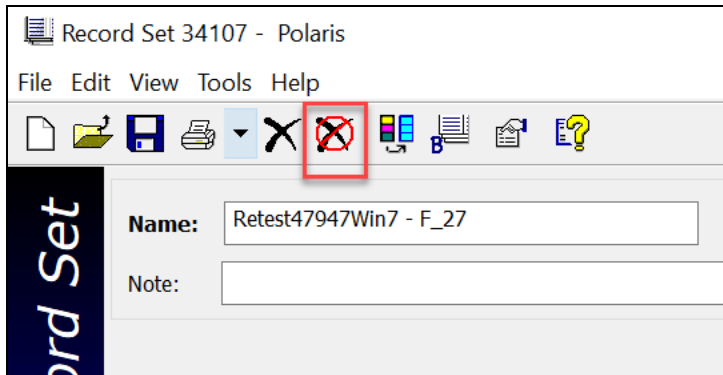 Record Set 34107 - Polaris
File Edit View Tools Help
B
Name: Retest47947Win7 - F_27
Note:
ord Set